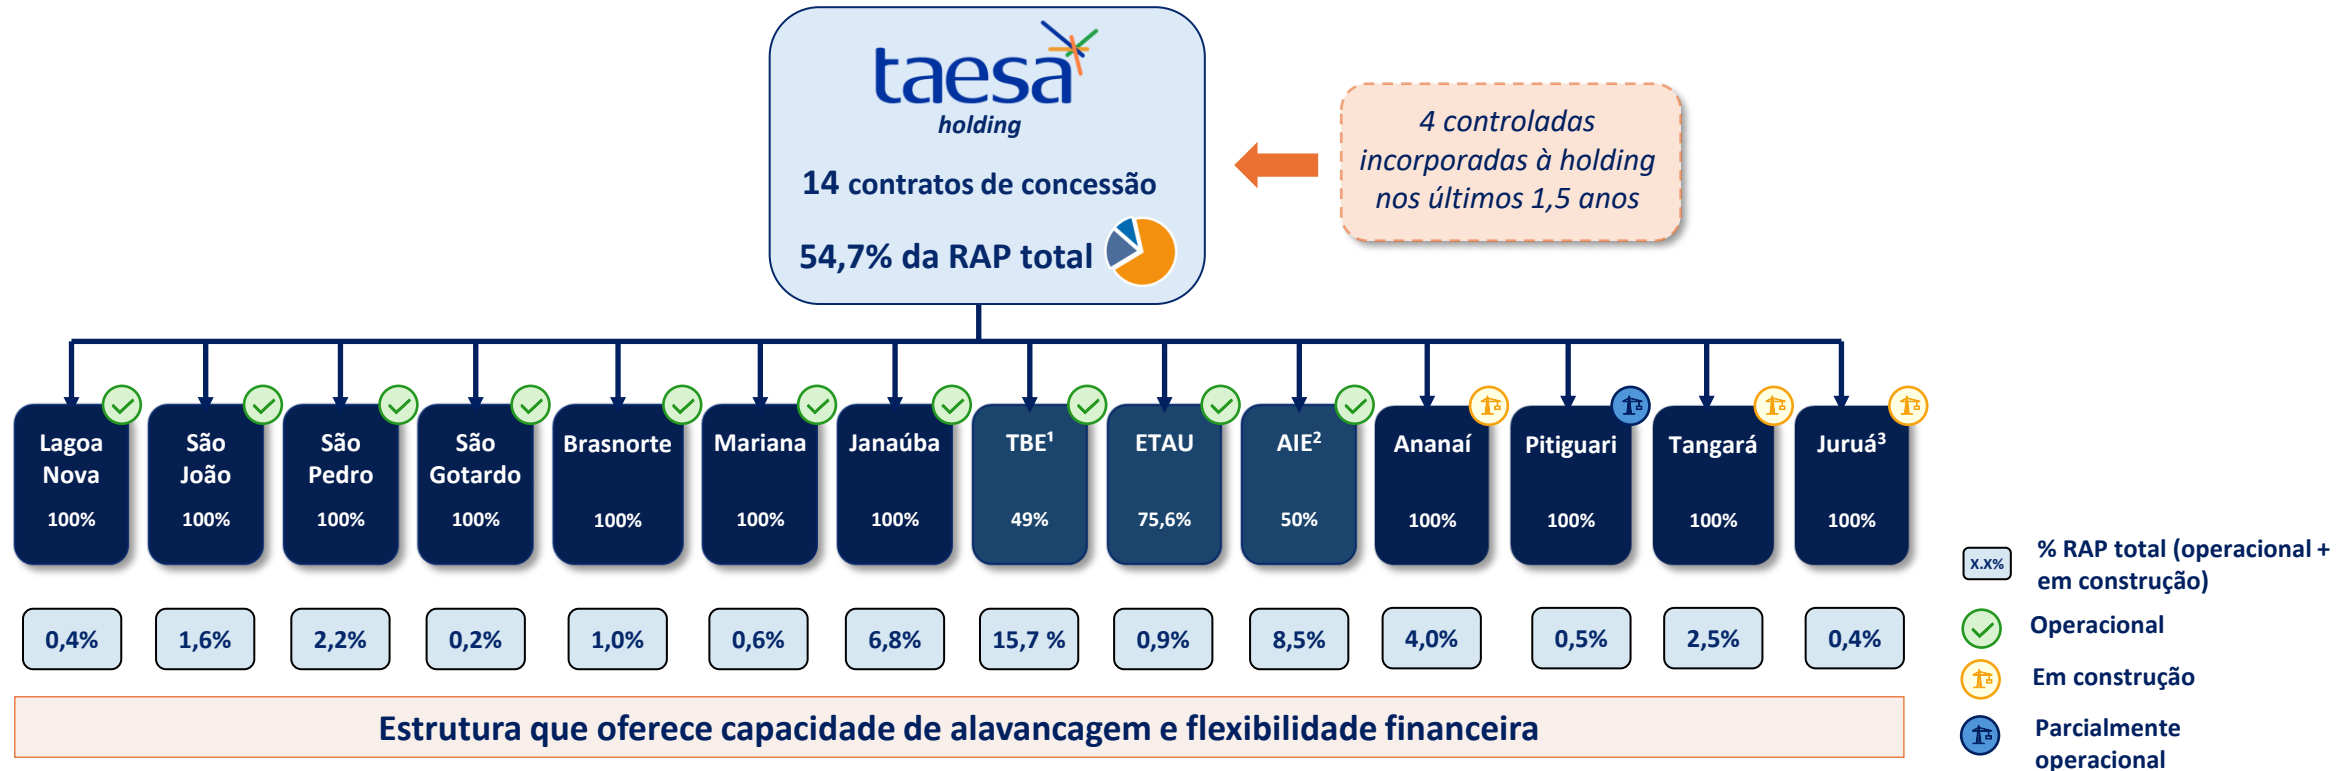 taesa
holding
14 contratos de concessão
54,7% da RAP total
4 controladas
incorporadas à holding
nos últimos 1,5 anos
Lagoa
Nova
100%
São
João
100%
São
Pedro
100%
São
Gotardo
100%
Brasnorte
100%
Mariana
100%
Janaúba
100%
TBE¹
49%
ETAU
75,6%
AIE²
50%
Ananaí
100%
Pitiguari
100%
Tangará
100%
Juruá³
100%
0,4%
1,6%
2,2%
0,2%
1,0%
0,6%
6,8%
15,7 %
0,9%
8,5%
4,0%
0,5%
2,5%
0,4%
Estrutura que oferece capacidade de alavancagem e flexibilidade financeira
X.X%
% RAP total (operacional +
em construção)
Operacional
Em construção
Parcialmente
operacional